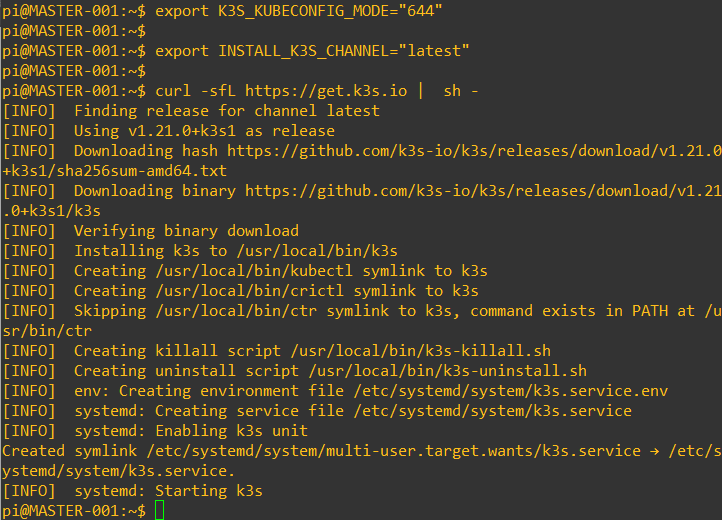 pi@MASTER-001:~$ export K3S_KUBECONFIG_MODE="644"
pi@MASTER-001:~$
pi@MASTER-001:~$ export INSTALL_K3S_CHANNEL="latest"
pi@MASTER-001:~$
pi@MASTER-001:~$ curl -sfL https://get.k3s.io |  sh -
[INFO]  Finding release for channel latest
[INFO]  Using v1.21.0+k3s1 as release
[INFO]  Downloading hash https://github.com/k3s-io/k3s/releases/download/v1.21.0
+k3s1/sha256sum-amd64.txt
[INFO]  Downloading binary https://github.com/k3s-io/k3s/releases/download/v1.21
.0+k3s1/k3s
[INFO]  Verifying binary download
[INFO]  Installing k3s to /usr/local/bin/k3s
[INFO]  Creating /usr/local/bin/kubectl symlink to k3s
[INFO]  Creating /usr/local/bin/crictl symlink to k3s
[INFO]  Skipping /usr/local/bin/ctr symlink to k3s, command exists in PATH at /u
sr/bin/ctr
[INFO]  Creating killall script /usr/local/bin/k3s-killall.sh
[INFO]  Creating uninstall script /usr/local/bin/k3s-uninstall.sh
[INFO]  env: Creating environment file /etc/systemd/system/k3s.service.env
[INFO]  systemd: Creating service file /etc/systemd/system/k3s.service
[INFO]  systemd: Enabling k3s unit
Created symlink /etc/systemd/system/multi-user.target.wants/k3s.service → /etc/s
ystemd/system/k3s.service.
[INFO]  systemd: Starting k3s
pi@MASTER-001:~$